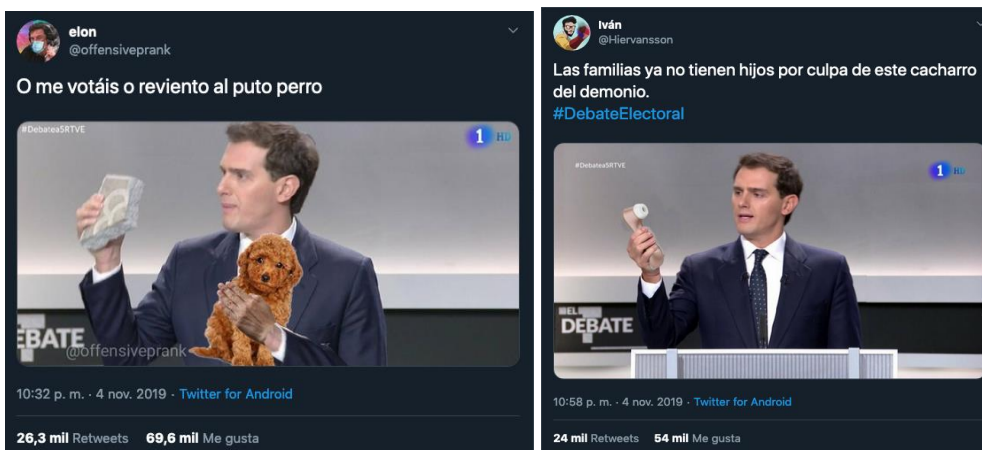 elon
@offensiveprank
O me votáis o reviento al puto perro
#DebateaSRTVE
1 HD
EBATE
@offensiveprank
10:32 p. m. · 4 nov. 2019 · Twitter for Android
26,3 mil Retweets 69,6 mil Me gusta
Iván
@Hiervansson
Las familias ya no tienen hijos por culpa de este cacharro
del demonio.
#DebateElectoral
#Debatea5RTVE
1 HD
EL
DEBATE
10:58 p. m. · 4 nov. 2019 · Twitter for Android
24 mil Retweets 54 mil Me gusta